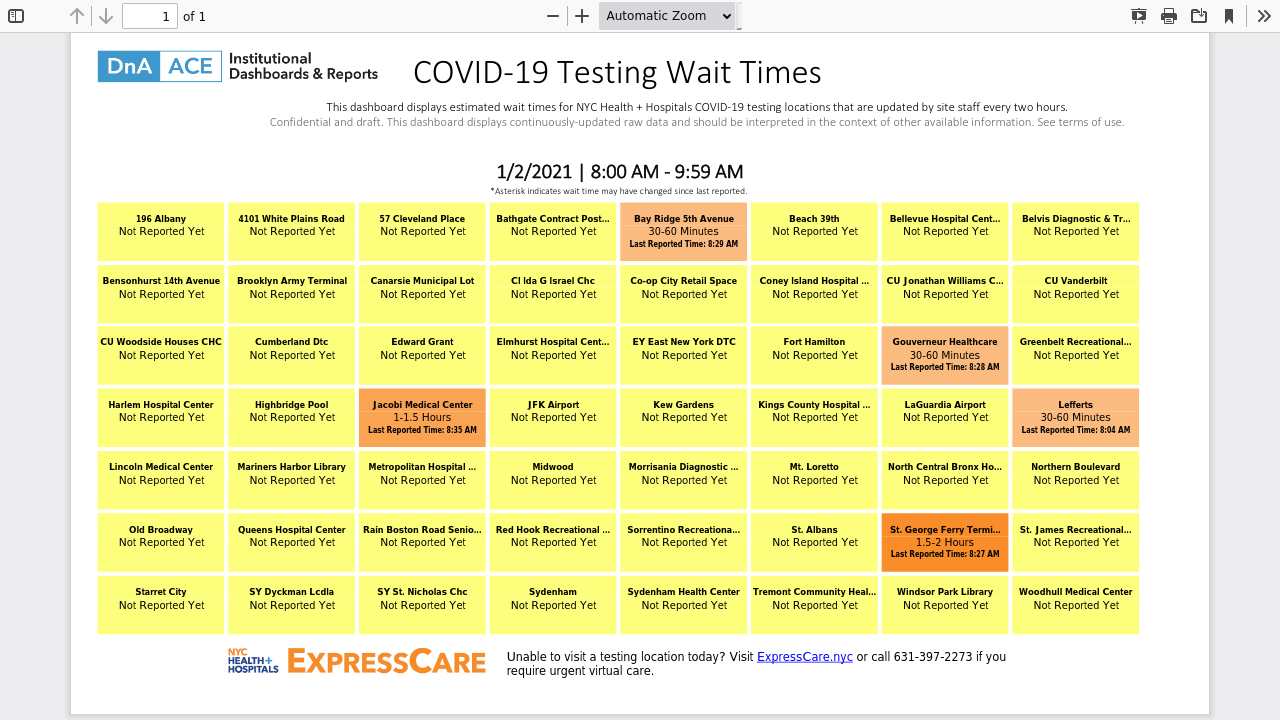 1 of 1 Automatic Zoom
DnA ACE Institutional
Dashboards & Reports
COVID-19 Testing Wait Times
This dashboard displays estimated wait times for NYC Health + Hospitals COVID-19 testing locations that are updated by site staff every two hours.
Confidential and draft. This dashboard displays continuously-updated raw data and should be interpreted in the context of other available information. See terms of use.
1/2/2021 | 8:00 AM - 9:59 AM
*Asterisk indicates wait time may have changed since last reported.
196 Albany 4101 White Plains Road 57 Cleveland Place Bathgate Contract Post... Bay Ridge 5th Avenue Beach 39th Bellevue Hospital Cent... Belvis Diagnostic & Tr...
Not Reported Yet Not Reported Yet Not Reported Yet Not Reported Yet 30-60 Minutes Not Reported Yet Not Reported Yet Not Reported Yet
Last Reported Time: 8:29 AM
Bensonhurst 14th Avenue Brooklyn Army Terminal Canarsie Municipal Lot Cl Ida G Israel Chc Co-op City Retail Space Coney Island Hospital ... CU Jonathan Williams C... CU Vanderbilt
Not Reported Yet Not Reported Yet Not Reported Yet Not Reported Yet Not Reported Yet Not Reported Yet Not Reported Yet Not Reported Yet
CU Woodside Houses CHC Cumberland Dtc Edward Grant Elmhurst Hospital Cent... EY East New York DTC Fort Hamilton Gouverneur Healthcare Greenbelt Recreational...
Not Reported Yet Not Reported Yet Not Reported Yet Not Reported Yet Not Reported Yet Not Reported Yet 30-60 Minutes Not Reported Yet
Last Reported Time: 8:28 AM
Harlem Hospital Center Highbridge Pool Jacobi Medical Center JFK Airport Kew Gardens Kings County Hospital ... LaGuardia Airport Lefferts
Not Reported Yet Not Reported Yet 1-1.5 Hours Not Reported Yet Not Reported Yet Not Reported Yet Not Reported Yet 30-60 Minutes
Last Reported Time: 8:35 AM Last Reported Time: 8:04 AM
Lincoln Medical Center Mariners Harbor Library Metropolitan Hospital ... Midwood Morrisania Diagnostic ... Mt. Loretto North Central Bronx Ho... Northern Boulevard
Not Reported Yet Not Reported Yet Not Reported Yet Not Reported Yet Not Reported Yet Not Reported Yet Not Reported Yet Not Reported Yet
Old Broadway Queens Hospital Center Rain Boston Road Senio... Red Hook Recreational ... Sorrentino Recreationa... St. Albans St. George Ferry Termi... St. James Recreational...
Not Reported Yet Not Reported Yet Not Reported Yet Not Reported Yet Not Reported Yet Not Reported Yet 1.5-2 Hours Not Reported Yet
Last Reported Time: 8:27 AM
Starret City SY Dyckman Lcdla SY St. Nicholas Chc Sydenham Sydenham Health Center Tremont Community Heal... Windsor Park Library Woodhull Medical Center
Not Reported Yet Not Reported Yet Not Reported Yet Not Reported Yet Not Reported Yet Not Reported Yet Not Reported Yet Not Reported Yet
NYC
HEALTH+
HOSPITALS
EXPRESSCARE
Unable to visit a testing location today? Visit ExpressCare.nyc or call 631-397-2273 if you
require urgent virtual care.